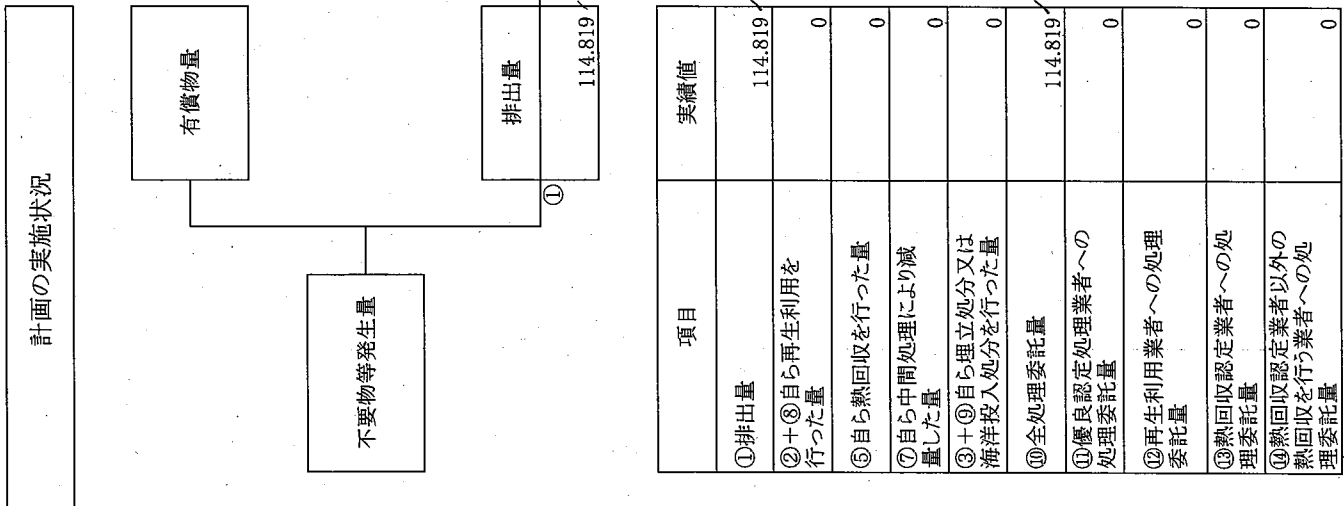 計画の実施状況
有償物量
不要物等発生量
①
排出量
114.819
項目
実績値
①排出量
114.819
②+⑧自ら再生利用を
行った量
0
⑤自ら熱回収を行った量
0
⑦自ら中間処理により減
量した量
0
③+⑨自ら埋立処分又は
海洋投入処分を行った量
0
⑩全処理委託量
114.819
⑪優良認定処理業者への
処理委託量
0
⑫再生利用業者への処理
委託量
0
⑬熱回収認定業者への処
理委託量
0
⑭熱回収認定業者以外の
熱回収を行う業者への処
理委託量
0